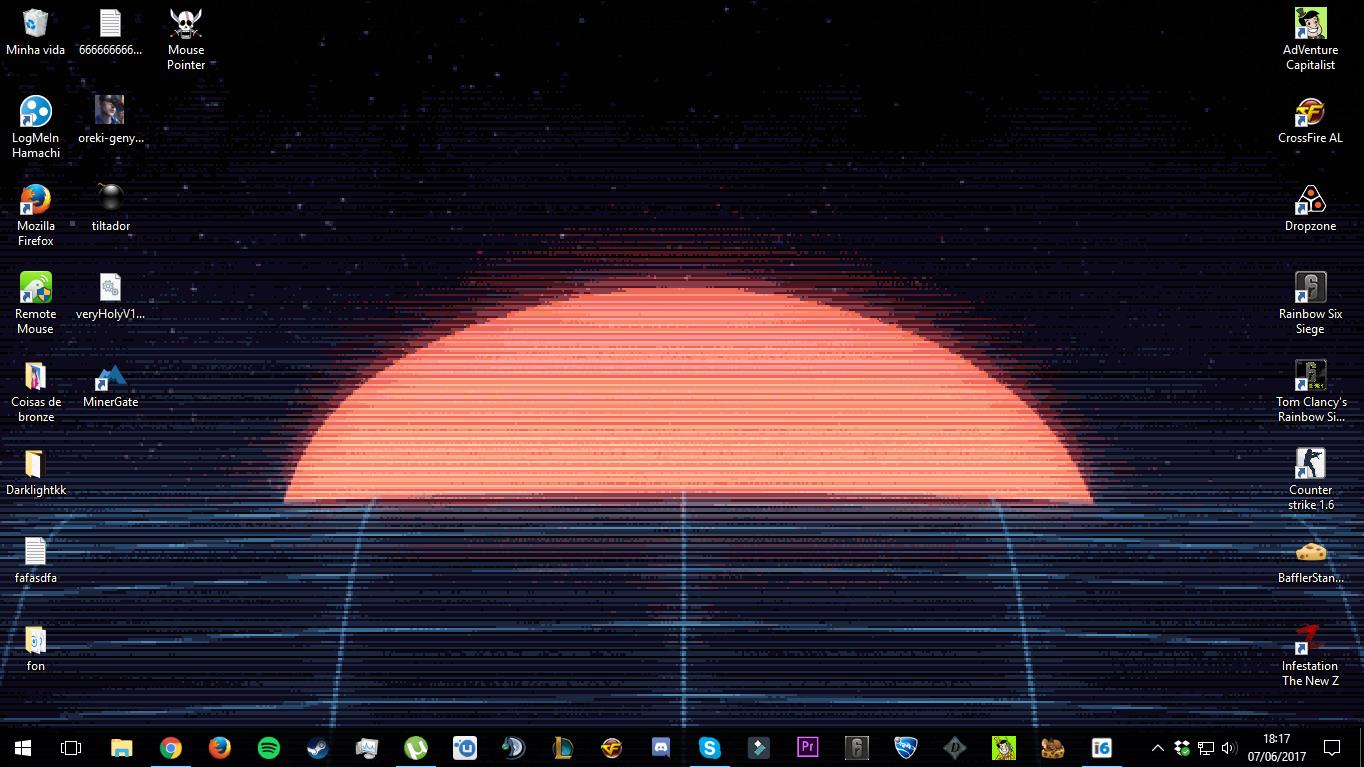 Minha vida
666666666...
Mouse
Pointer
AdVenture
Capitalist
LogMeIn
Hamachi
oreki-geny...
CrossFire AL
Mozilla
Firefox
tiltador
Dropzone
Remote
Mouse
veryHolyV1...
Rainbow Six
Siege
Coisas de
bronze
MinerGate
Tom Clancy's
Rainbow Si...
Darklightkk
Counter
strike 1.6
fafasdfa
BafflerStan...
fon
Infestation
The New Z
Pr
i6
18:17
07/06/2017